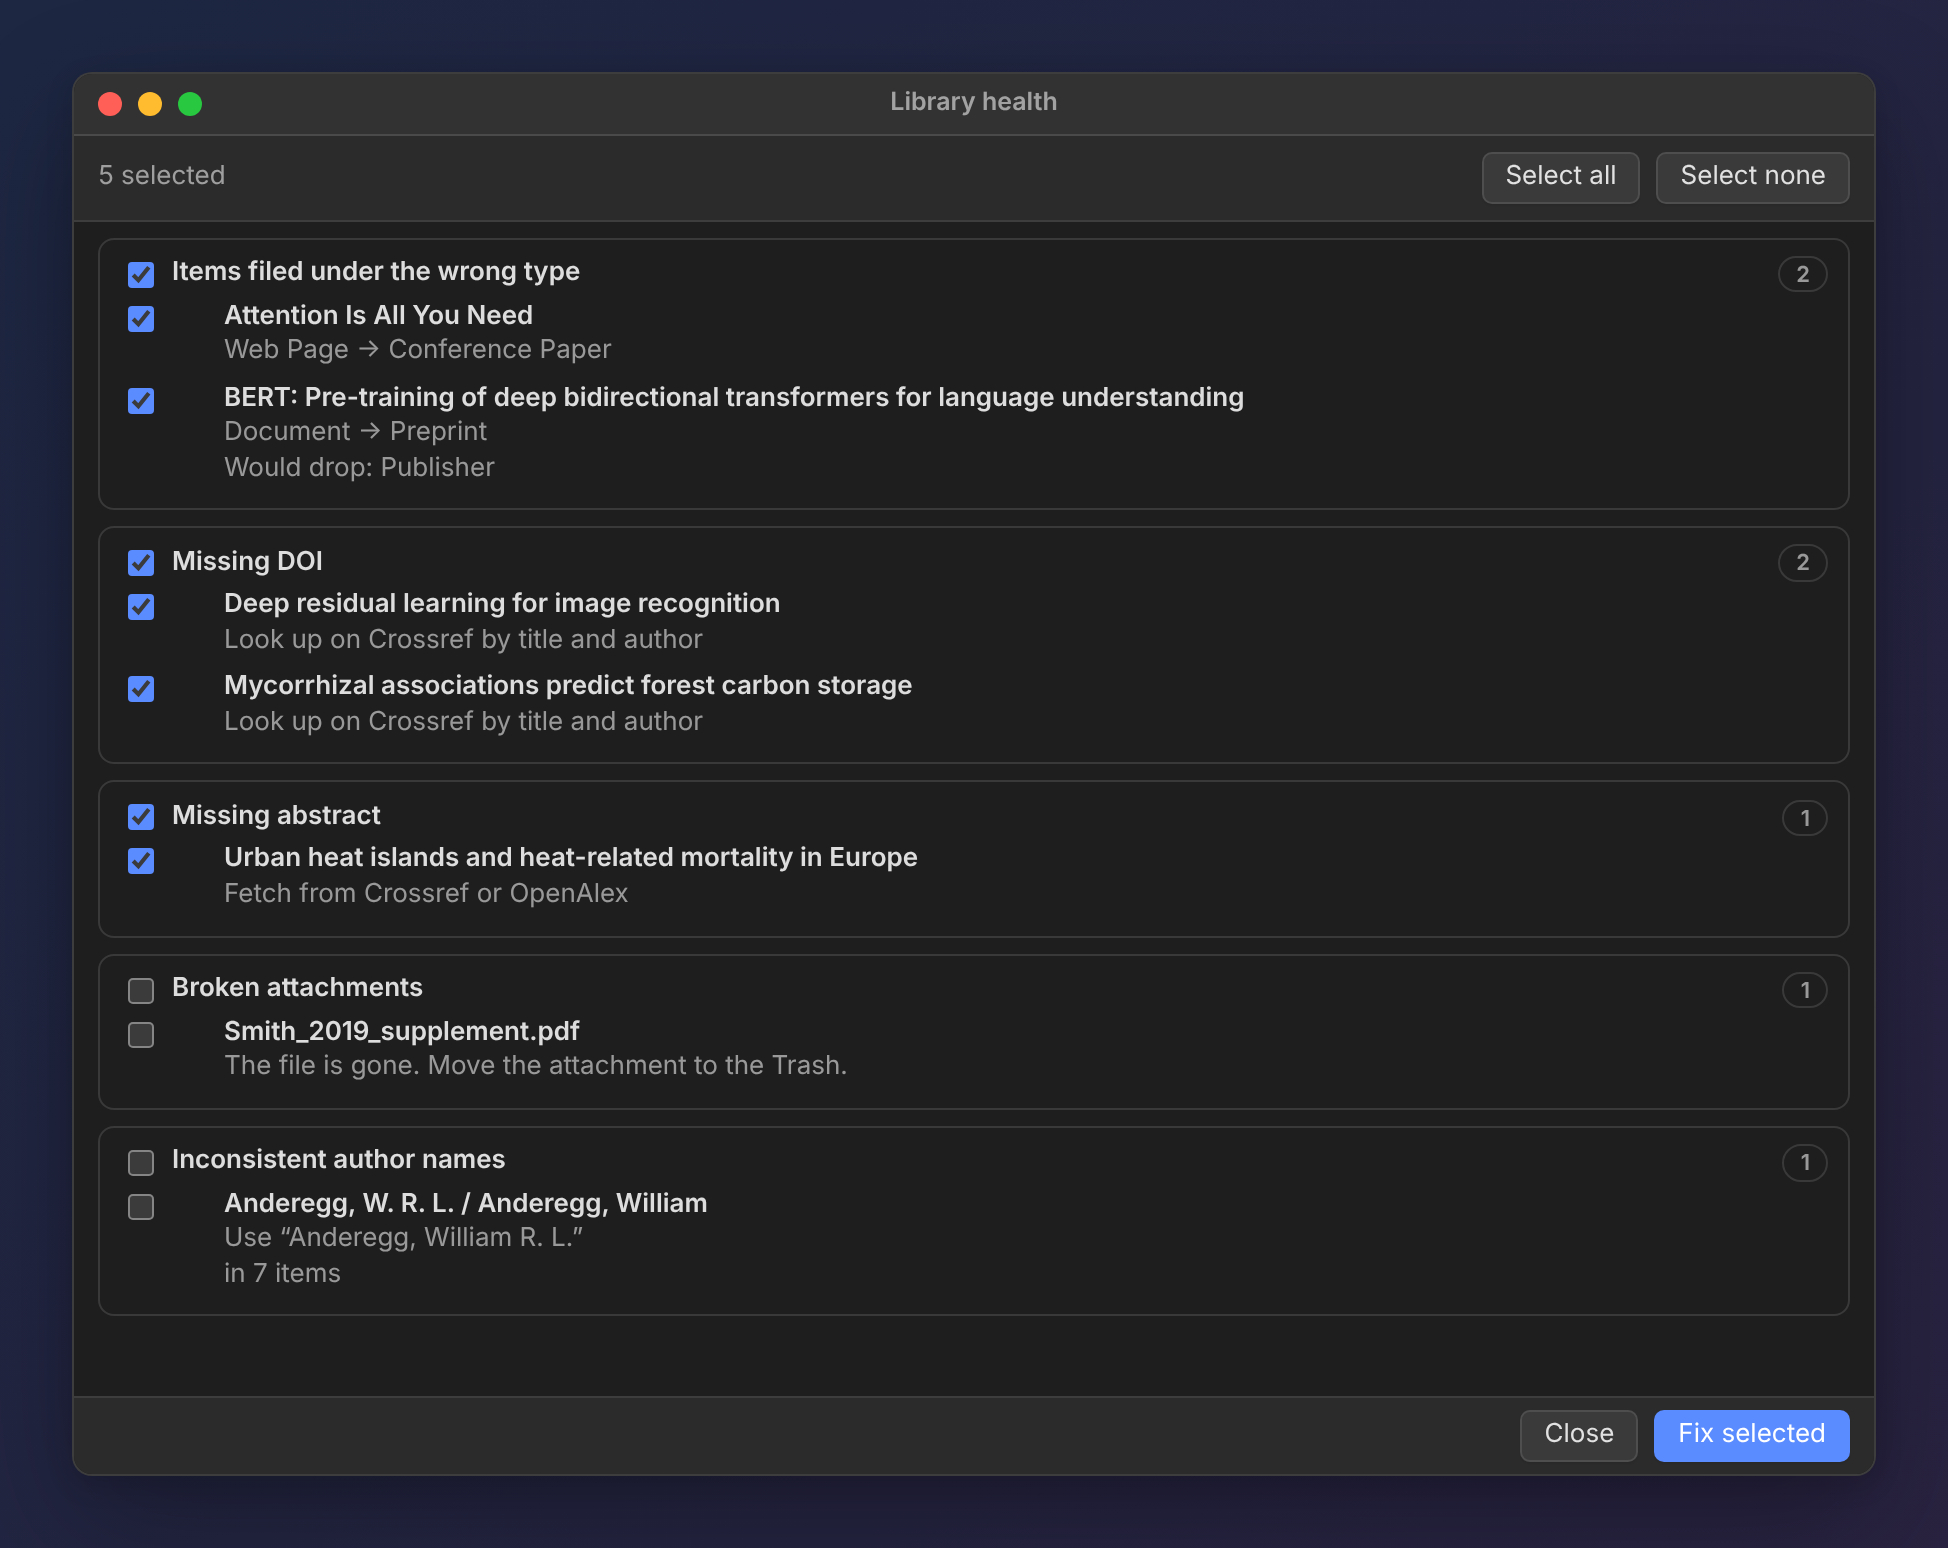 Library health
5 selected
Select all
Select none
Items filed under the wrong type
2
Attention Is All You Need
Web Page → Conference Paper
BERT: Pre-training of deep bidirectional transformers for language understanding
Document → Preprint
Would drop: Publisher
Missing DOI
2
Deep residual learning for image recognition
Look up on Crossref by title and author
Mycorrhizal associations predict forest carbon storage
Look up on Crossref by title and author
Missing abstract
1
Urban heat islands and heat-related mortality in Europe
Fetch from Crossref or OpenAlex
Broken attachments
1
Smith_2019_supplement.pdf
The file is gone. Move the attachment to the Trash.
Inconsistent author names
1
Anderegg, W. R. L. / Anderegg, William
Use “Anderegg, William R. L.”
in 7 items
Close
Fix selected